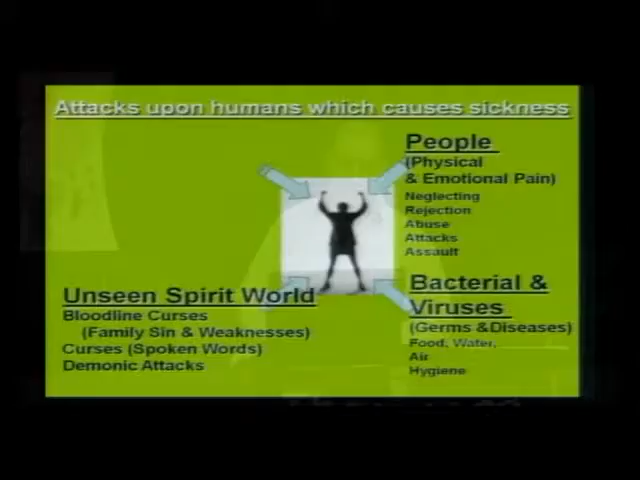 Attacks upon humans which causes sickness
People
(Physical
& Emotional Pain)
Neglecting
Rejection
Abuse
Attacks
Assault
Unseen Spirit World
Bloodline Curses
(Family Sin & Weaknesses)
Curses (Spoken Words)
Demonic Attacks
Bacterial &
Viruses
(Germs &Diseases)
Food, Water,
Air
Hygiene